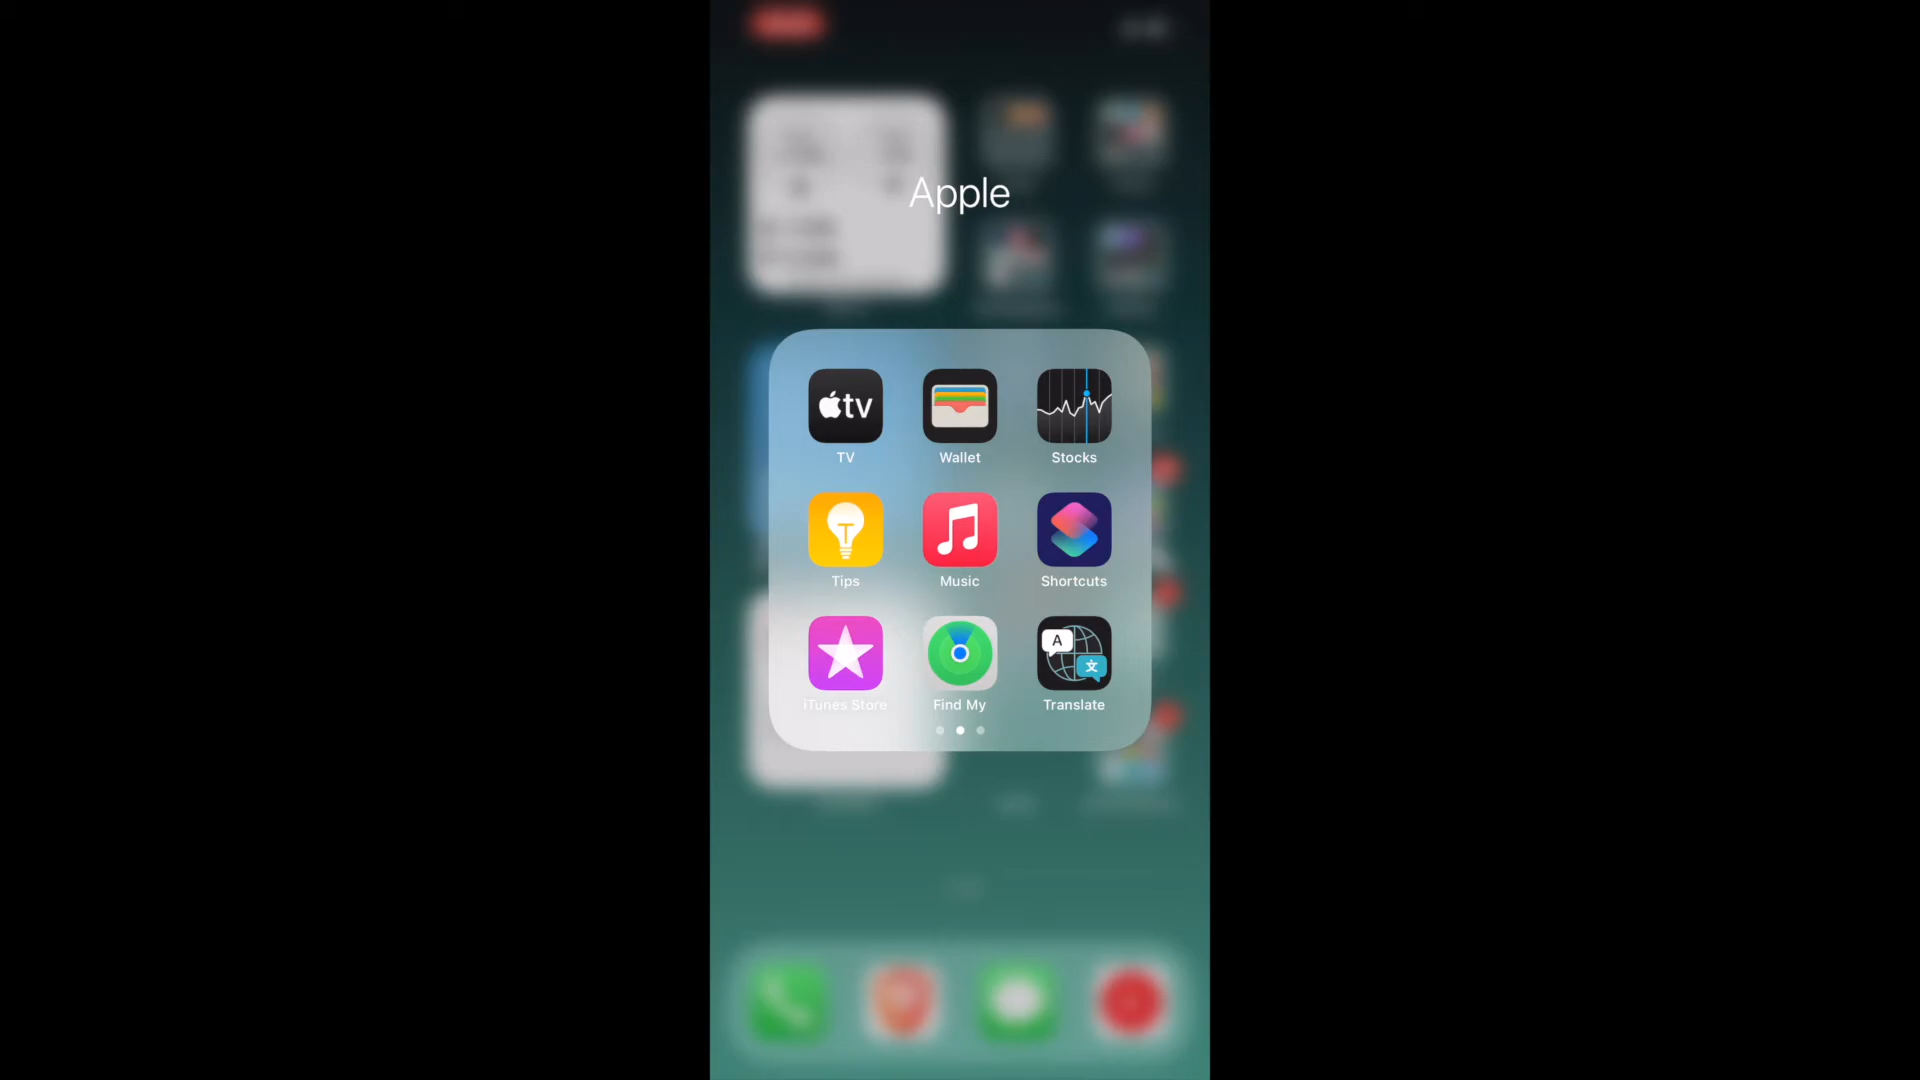 Apple
tv
TV
Wallet
Stocks
T
Tips
Music
Shortcuts
A
文
iTunes Store
Find My
Translate